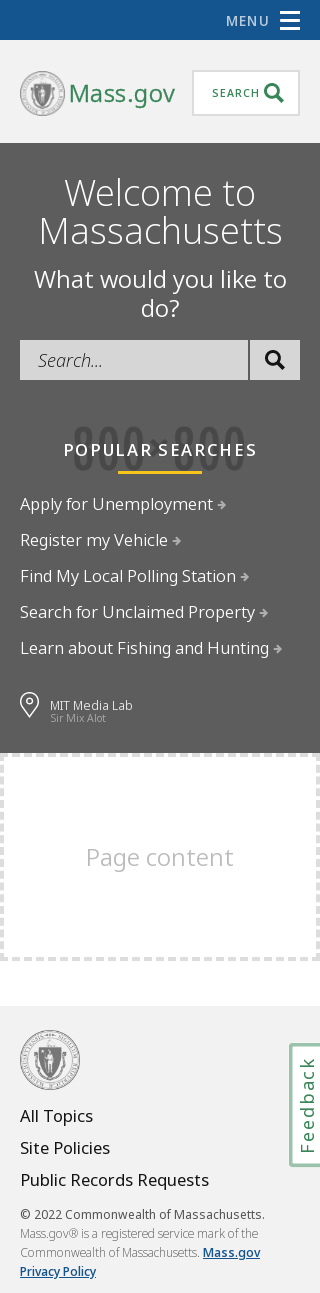 MENU
Mass.gov
SEARCH
Welcome to
Massachusetts
What would you like to
do?
Search...
800x800
POPULAR SEARCHES
Apply for Unemployment
Register my Vehicle
Find My Local Polling Station
Search for Unclaimed Property
Learn about Fishing and Hunting
MIT Media Lab
Sir Mix Alot
Page content
Feedback
All Topics
Site Policies
Public Records Requests
© 2022 Commonwealth of Massachusetts.
Mass.gov® is a registered service mark of the
Commonwealth of Massachusetts. Mass.gov
Privacy Policy